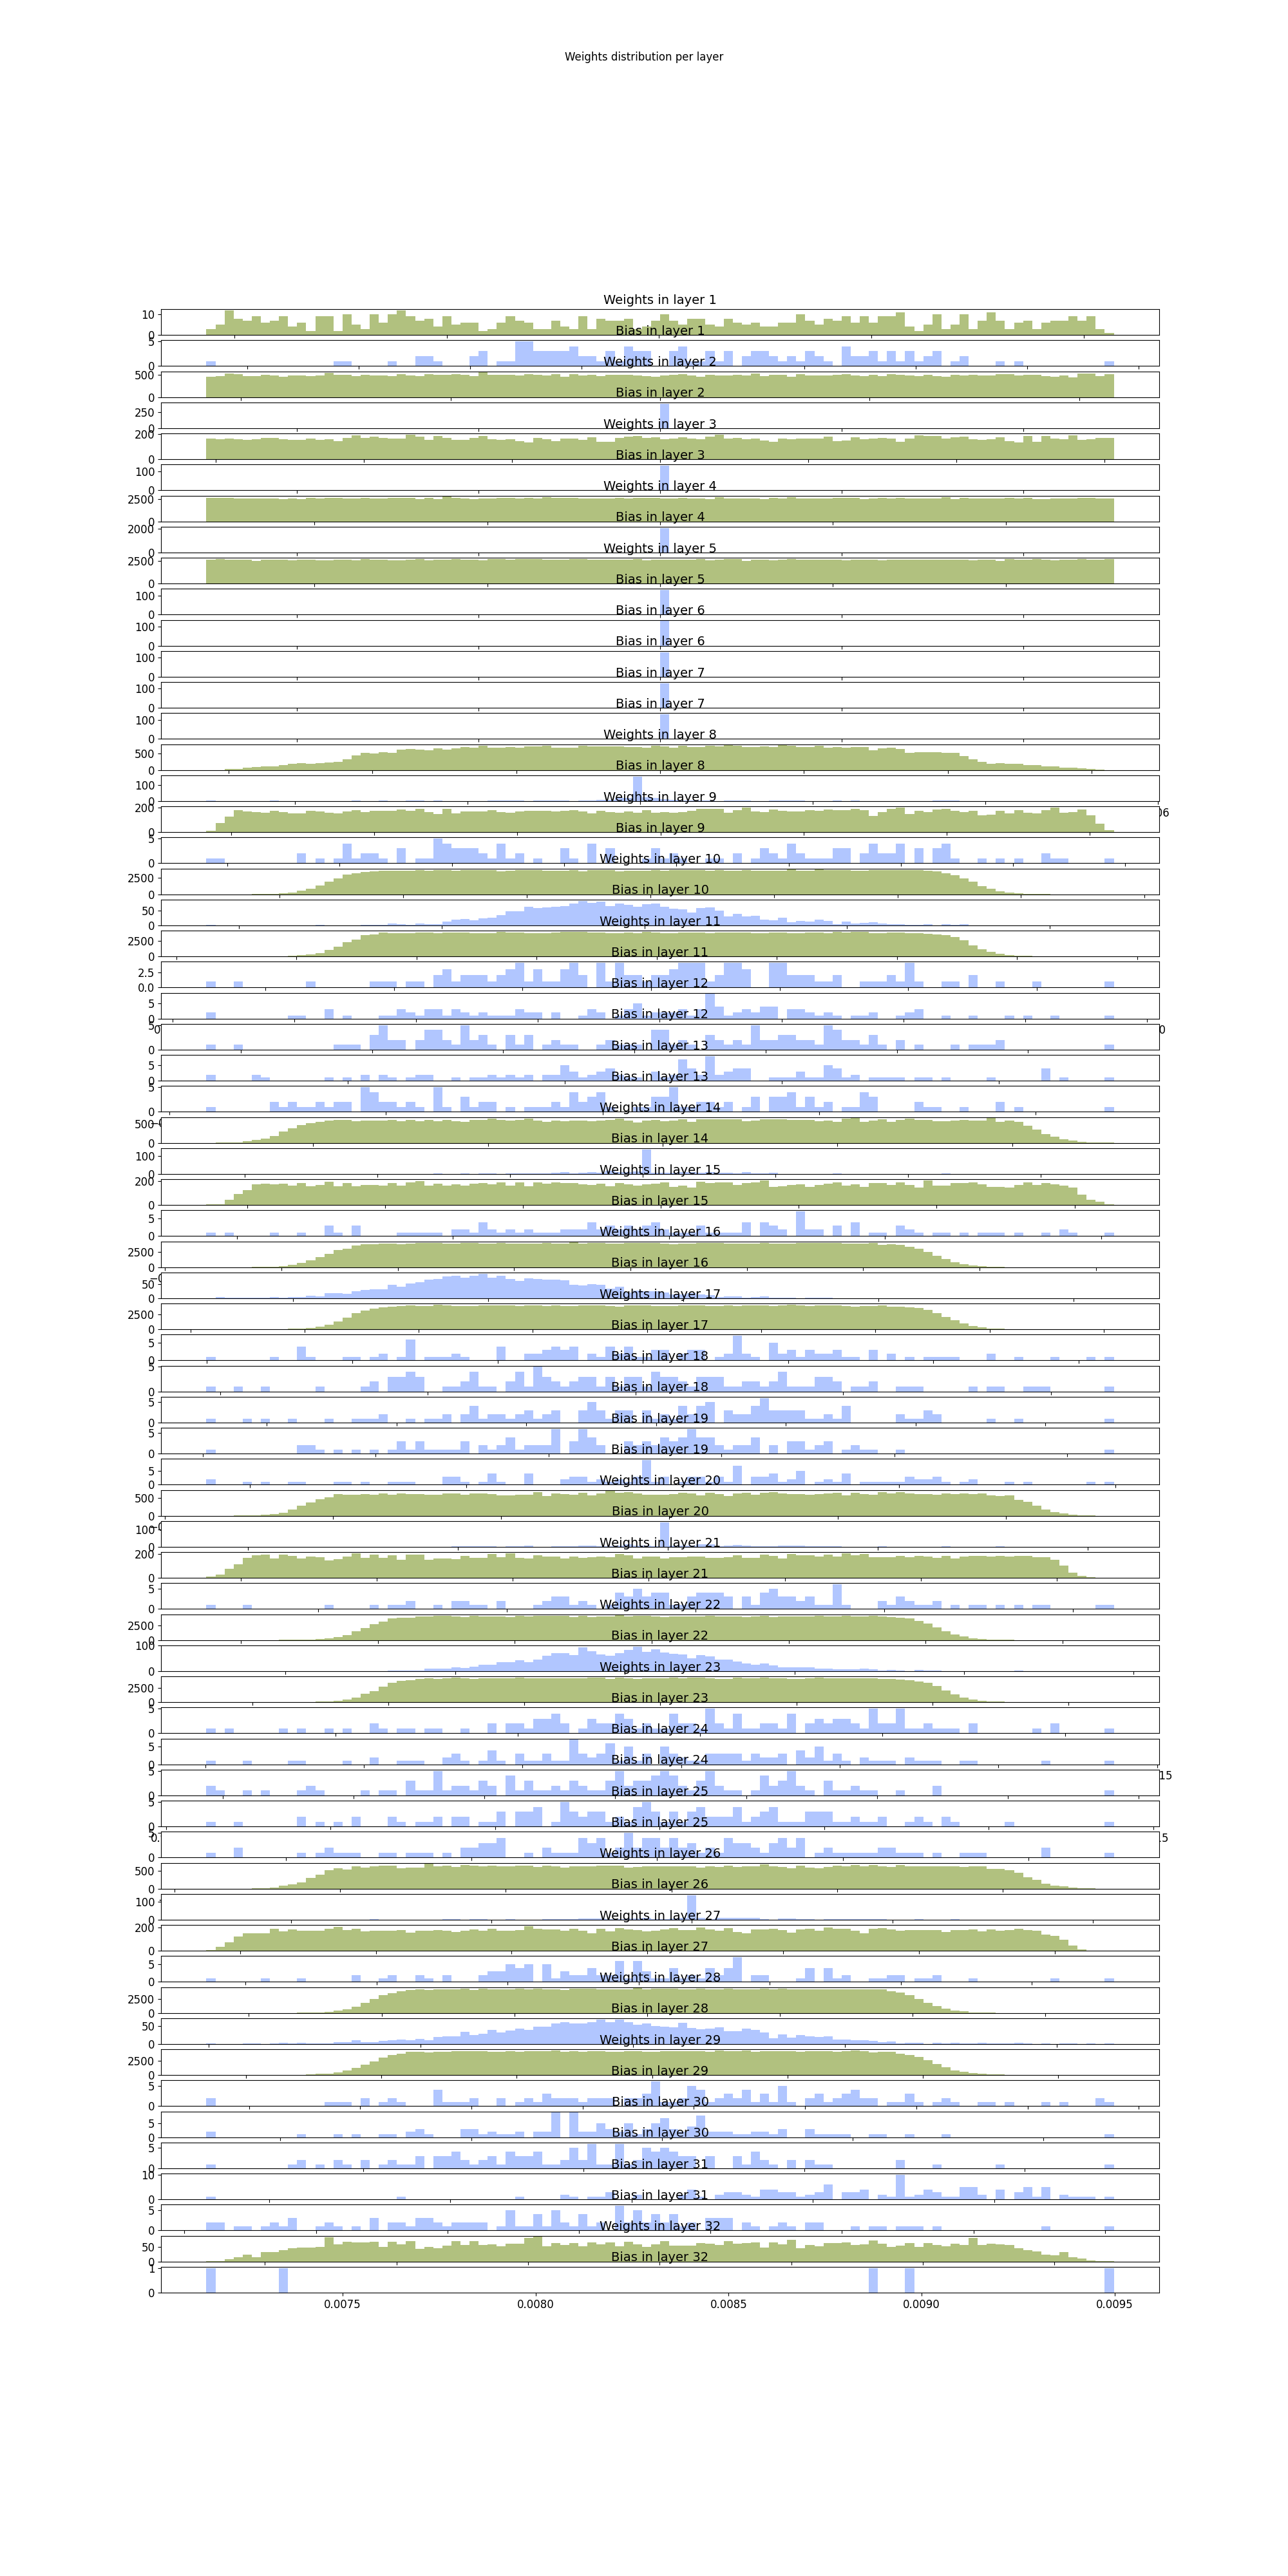 Weights distribution per layer
Weights in layer 1
10
0
Bias in layer 1
5
0
Weights in layer 2
500
0
Bias in layer 2
250
0
Weights in layer 3
200
0
Bias in layer 3
100
0
Weights in layer 4
2500
0
Bias in layer 4
2000
0
Weights in layer 5
2500
0
Bias in layer 5
100
0
Bias in layer 6
100
0
Bias in layer 6
100
0
Bias in layer 7
100
0
Bias in layer 7
100
0
Weights in layer 8
500
0
Bias in layer 8
100
0
Weights in layer 9
200
0
06
Bias in layer 9
5
0
Weights in layer 10
2500
0
Bias in layer 10
50
0
Weights in layer 11
2500
0
Bias in layer 11
2.5
0.0
Bias in layer 12
5
0
Bias in layer 12
5
0
Bias in layer 13
5
0
Bias in layer 13
5
0
Weights in layer 14
500
0
Bias in layer 14
100
0
Weights in layer 15
200
0
Bias in layer 15
5
0
Weights in layer 16
2500
0
Bias in layer 16
50
0
Weights in layer 17
2500
0
Bias in layer 17
5
0
Bias in layer 18
5
0
Bias in layer 18
5
0
Bias in layer 19
5
0
Bias in layer 19
5
0
Weights in layer 20
500
0
Bias in layer 20
100
0
Weights in layer 21
200
0
Bias in layer 21
5
0
Weights in layer 22
2500
0
Bias in layer 22
100
0
Weights in layer 23
2500
0
Bias in layer 23
5
0
Bias in layer 24
5
0
Bias in layer 24
15
5
0
Bias in layer 25
5
0
Bias in layer 25
.5
5
0
Weights in layer 26
500
0
Bias in layer 26
100
0
Weights in layer 27
200
0
Bias in layer 27
5
0
Weights in layer 28
2500
0
Bias in layer 28
50
0
Weights in layer 29
2500
0
Bias in layer 29
5
0
Bias in layer 30
5
0
Bias in layer 30
5
0
Bias in layer 31
10
0
Bias in layer 31
5
0
Weights in layer 32
50
0
Bias in layer 32
1
0
0.0075 0.0080 0.0085 0.0090 0.0095